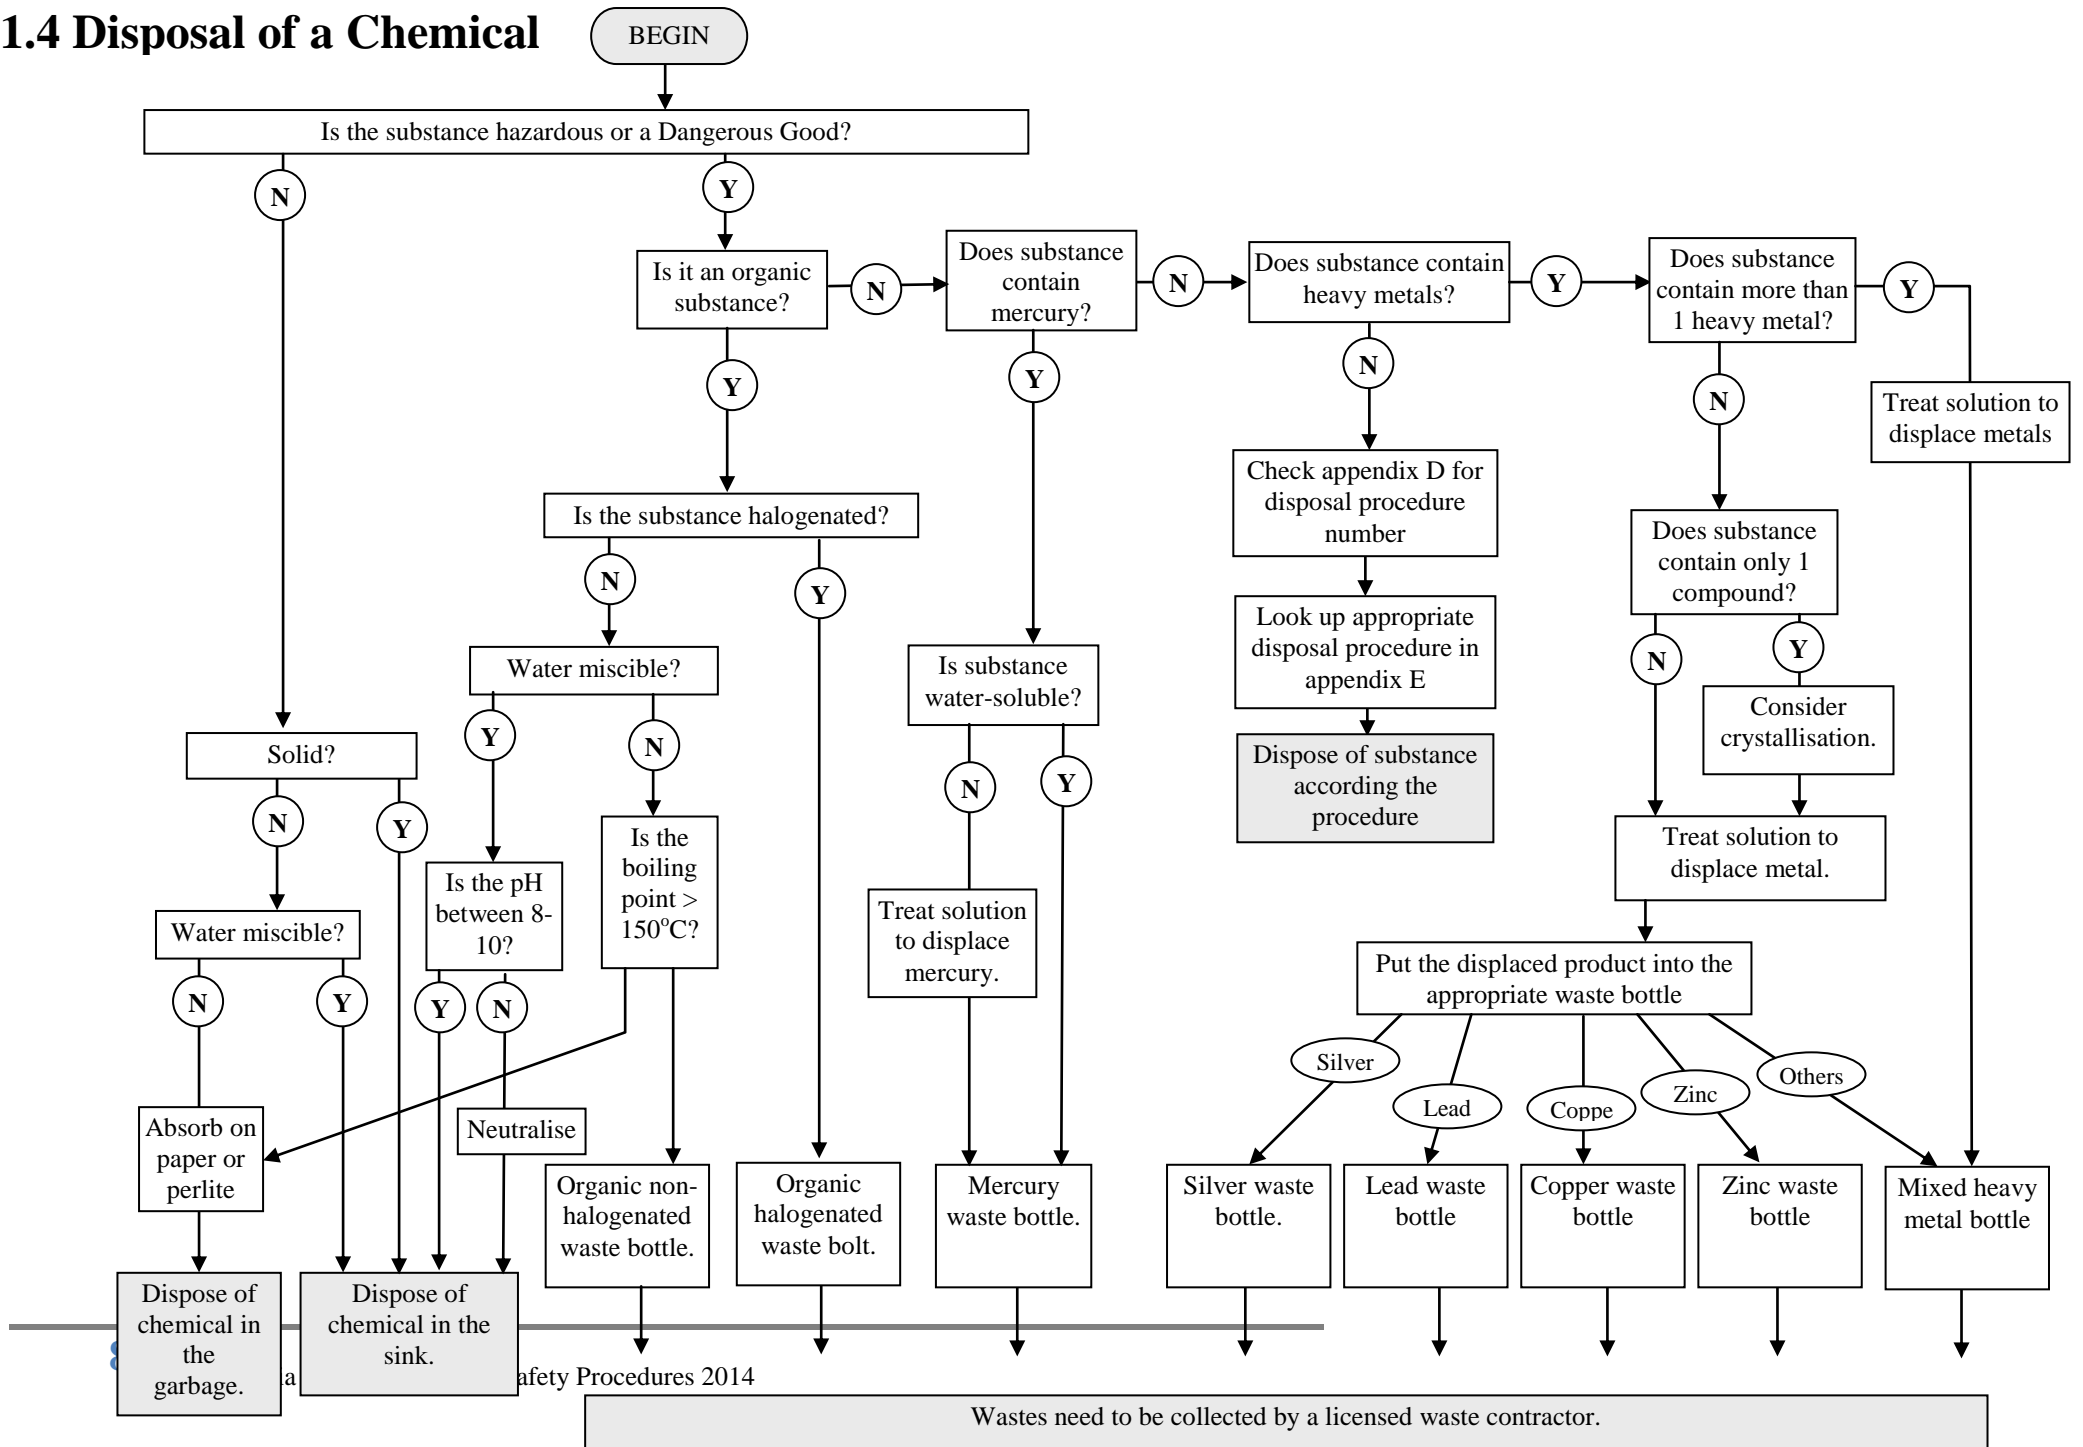 1.4 Disposal of a Chemical
BEGIN
Is the substance hazardous or a Dangerous Good?
N
Y
Is it an organic
substance?
N
Does substance
contain
mercury?
N
Does substance contain
heavy metals?
Y
Does substance
contain more than
1 heavy metal?
Y
Y
Y
N
N
Treat solution to
displace metals
Check appendix D for
disposal procedure
number
Is the substance halogenated?
Does substance
contain only 1
compound?
N
Y
Look up appropriate
disposal procedure in
appendix E
N
Y
Water miscible?
Is substance
water-soluble?
Consider
crystallisation.
Y
N
Solid?
N
Y
Dispose of substance
according the
procedure
N
Y
Is the
boiling
point >
150°C?
Treat solution to
displace metal.
Is the pH
between 8-
10?
Treat solution
to displace
mercury.
Water miscible?
Put the displaced product into the
appropriate waste bottle
N
Y
Y
N
Silver
Lead
Coppe
Zinc
Others
Absorb on
paper or
perlite
Neutralise
Organic non-
halogenated
waste bottle.
Organic
halogenated
waste bolt.
Mercury
waste bottle.
Silver waste
bottle.
Lead waste
bottle
Copper waste
bottle
Zinc waste
bottle
Mixed heavy
metal bottle
Dispose of
chemical in
the
garbage.
Dispose of
chemical in the
sink.
ia
afety Procedures 2014
Wastes need to be collected by a licensed waste contractor.